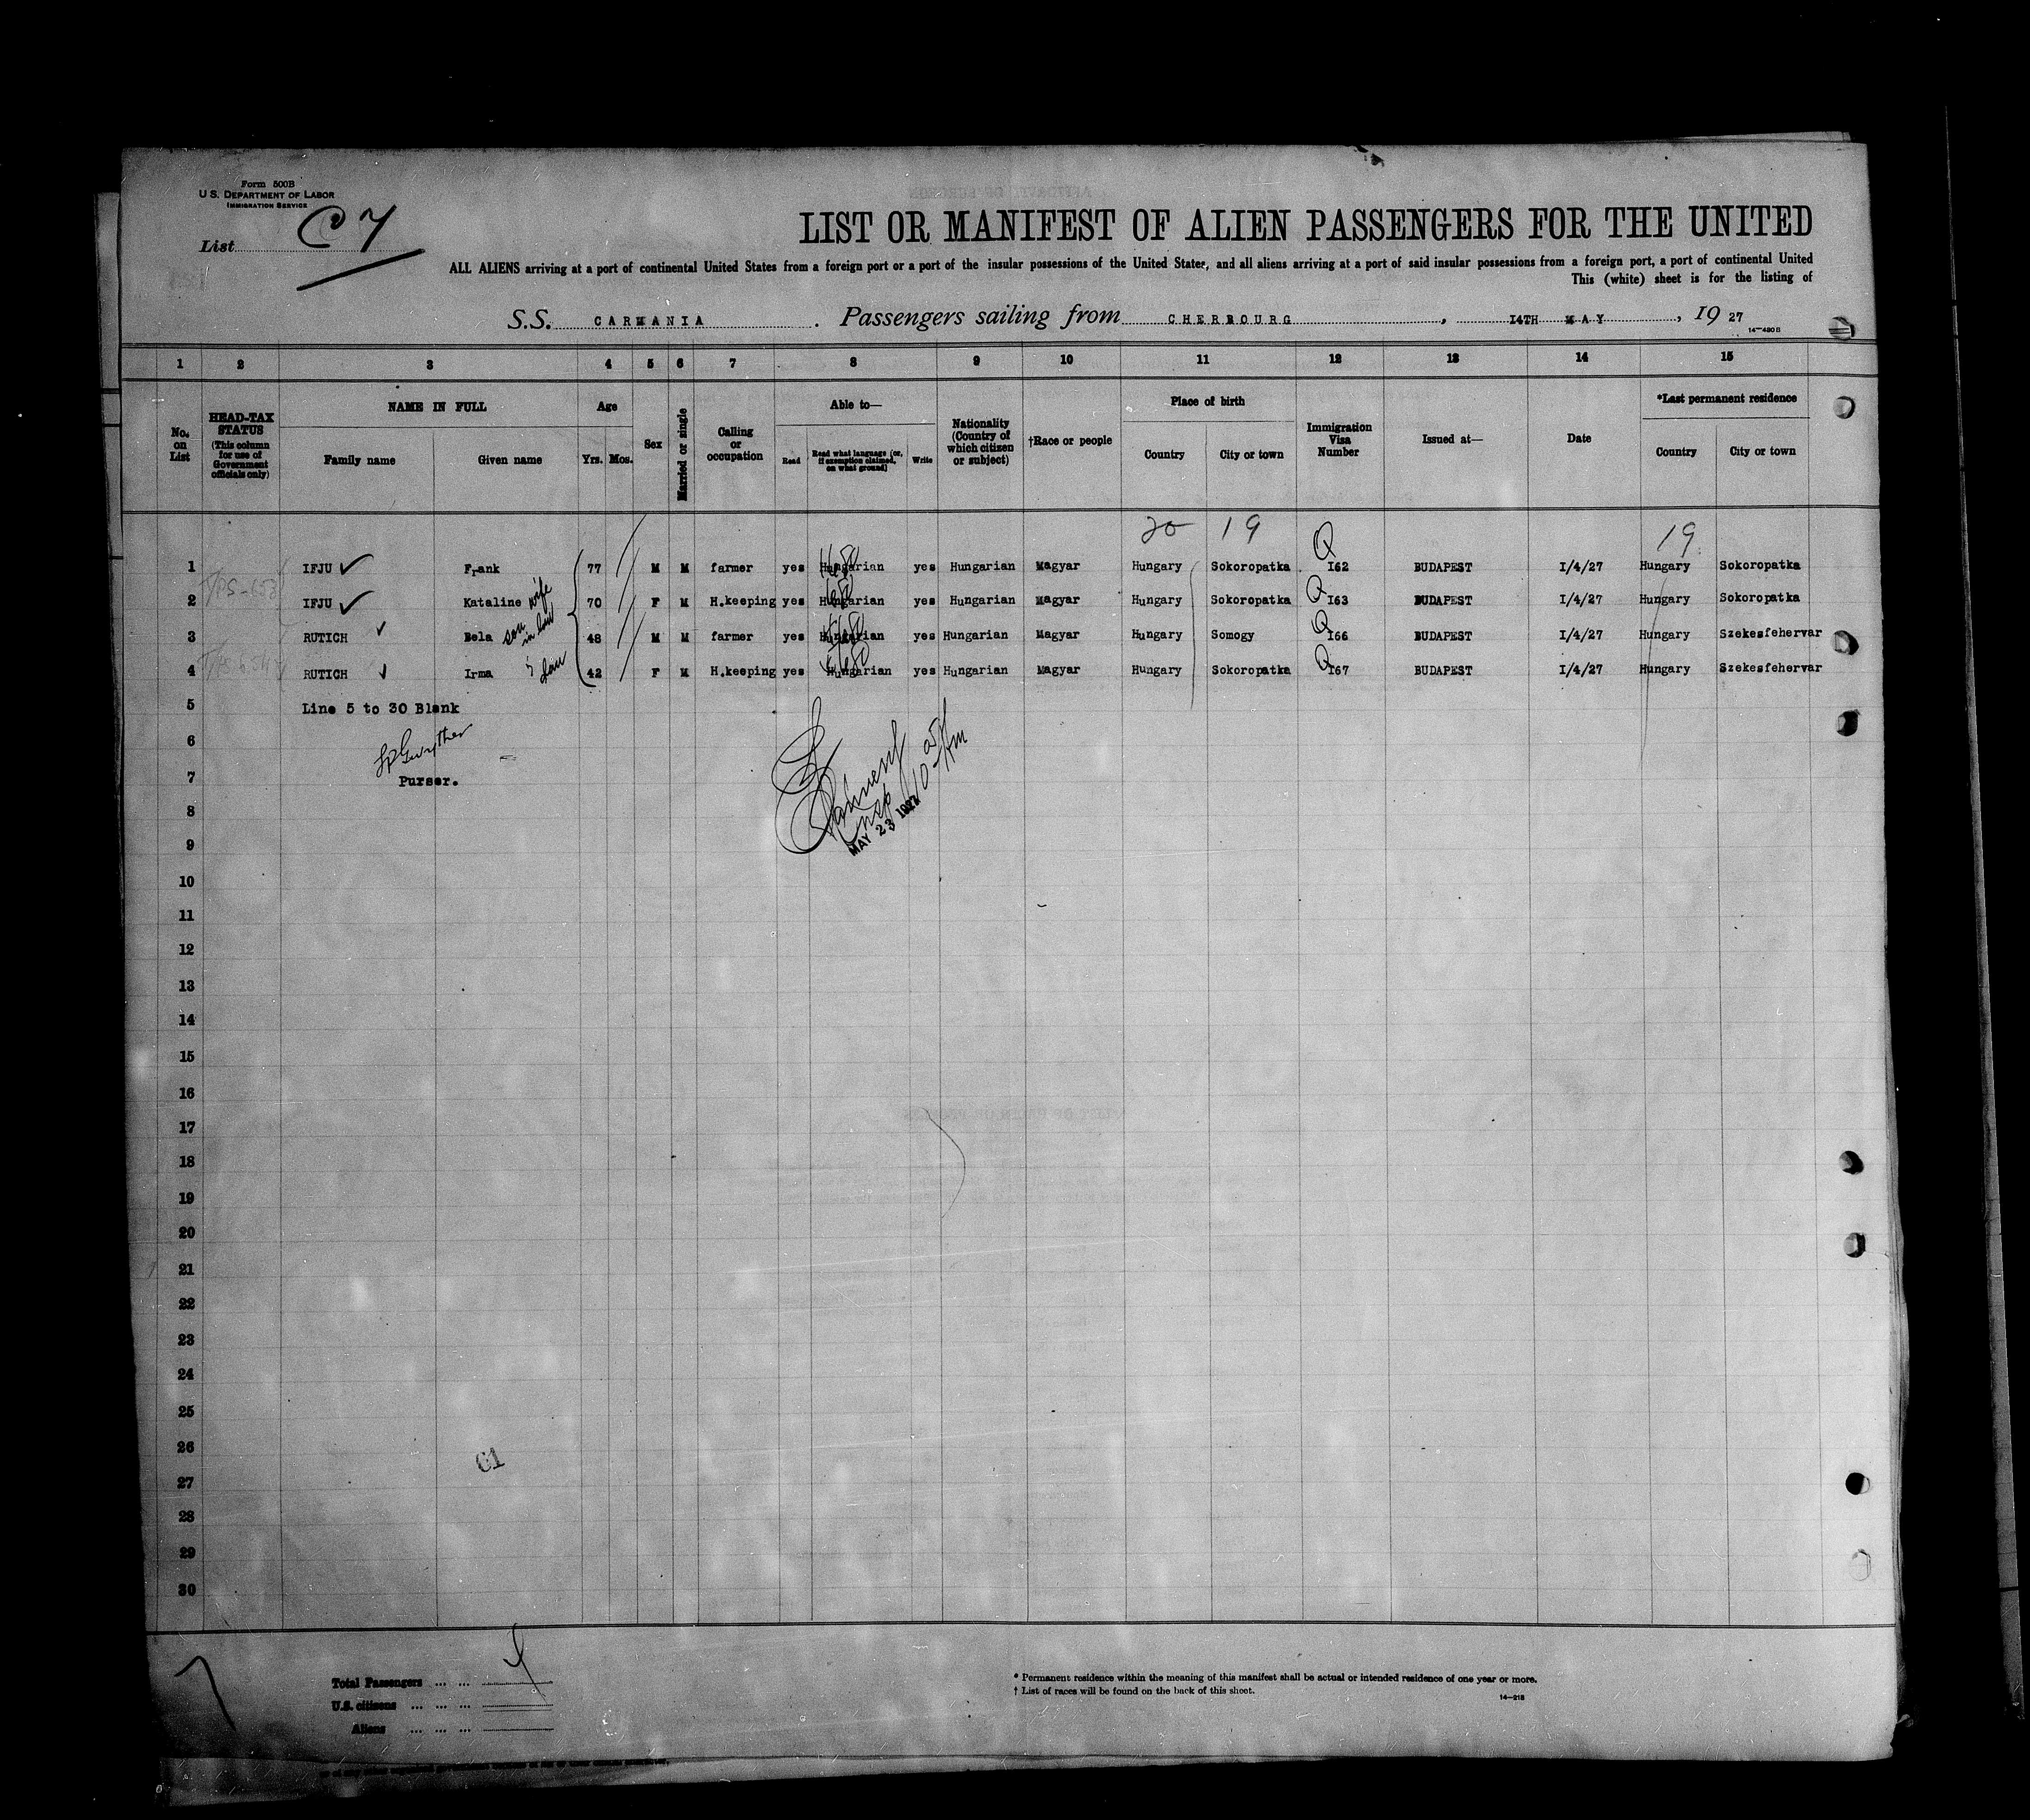 Form 500B
U. S. DEPARTMENT OF LABOR
IMMIGRATION SERVICE
List C 7
LIST OR MANIFEST OF ALIEN PASSENGERS FOR THE UNITED
ALL ALIENS arriving at a port of continental United States from a foreign port or a port of the insular possessions of the United States, and all aliens arriving at a port of said insular possessions from a foreign port, a port of continental United
This (white) sheet is for the listing of
S.S. CARMANIA. Passengers sailing from CHERBOURG, 14TH MAY, 19 27
14—480 B
1 2 3 4 5 6 7 8 9 10 11 12 13 14 15
No. on List
HEAD-TAX STATUS (This column for use of Government officials only)
NAME IN FULL
Family name Given name
Age
Yrs. Mos.
Sex
Married or single
Calling or occupation
Able to—
Read Read what language (or, if exemption claimed, on what ground) Write
Nationality (Country of which citizen or subject)
†Race or people
Place of birth
Country City or town
Immigration Visa Number
Issued at—
Date
*Last permanent residence
Country City or town
20 19 Q 19
1 IFJU Frank 77 M M farmer yes Hungarian yes Hungarian Magyar Hungary Sokoropatka I62 BUDAPEST I/4/27 Hungary Sokoropatka
2 IFJU Kataline wife 70 F M H.keeping yes Hungarian yes Hungarian Magyar Hungary Sokoropatka Q I63 BUDAPEST I/4/27 Hungary Sokoropatka
3 RUTICH Bela son in law 48 M M farmer yes Hungarian yes Hungarian Magyar Hungary Somogy Q I66 BUDAPEST I/4/27 Hungary Szekesfehervar
4 RUTICH Irma dau 42 F M H.keeping yes Hungarian yes Hungarian Magyar Hungary Sokoropatka Q I67 BUDAPEST I/4/27 Hungary Szekesfehervar
5 Line 5 to 30 Blank
6
7 Purser.
8
MAY 23 1927
9
10
11
12
13
14
15
16
17
18
19
20
21
22
23
24
25
26
27
28
29
30
Total Passengers ... ... 4
U.S. citizens ... ... ...
Aliens ... ... ...
* Permanent residence within the meaning of this manifest shall be actual or intended residence of one year or more.
† List of races will be found on the back of this sheet.
14—218